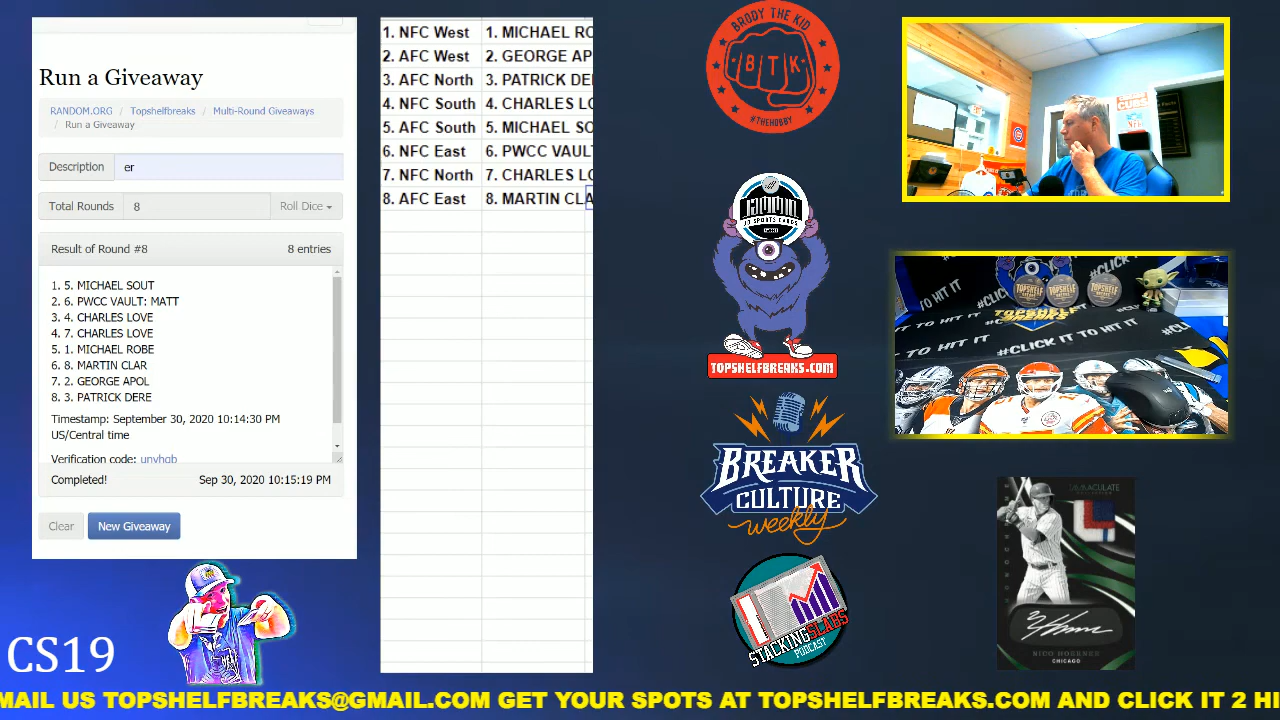 Run a Giveaway
RANDOM.ORG / Topshelfbreaks / Multi-Round Giveaways
/ Run a Giveaway
Description er
Total Rounds 8 Roll Dice
Result of Round #8 8 entries
1. 5. MICHAEL SOUT
2. 6. PWCC VAULT: MATT
3. 4. CHARLES LOVE
4. 7. CHARLES LOVE
5. 1. MICHAEL ROBE
6. 8. MARTIN CLAR
7. 2. GEORGE APOL
8. 3. PATRICK DERE
Timestamp: September 30, 2020 10:14:30 PM
US/Central time
Verification code: unyhgb
Completed! Sep 30, 2020 10:15:19 PM
Clear New Giveaway
CS19
1. NFC West 1. MICHAEL RO
2. AFC West 2. GEORGE AP
3. AFC North 3. PATRICK DE
4. NFC South 4. CHARLES LO
5. AFC South 5. MICHAEL SO
6. NFC East 6. PWCC VAULT
7. NFC North 7. CHARLES LO
8. AFC East 8. MARTIN CLA
BRODY THE KID
BTK
#THEHOBBY
JD SPORTS CARDS
TOPSHELFBREAKS.COM
BREAKER
CULTURE
weekly
STACKING SLABS
PODCAST
CUBS
TOPSHELF
#CLICK IT TO HIT IT
IMMACULATE
NICO HOERNER
CHICAGO
MAIL US TOPSHELFBREAKS@GMAIL.COM GET YOUR SPOTS AT TOPSHELFBREAKS.COM AND CLICK IT 2 HI